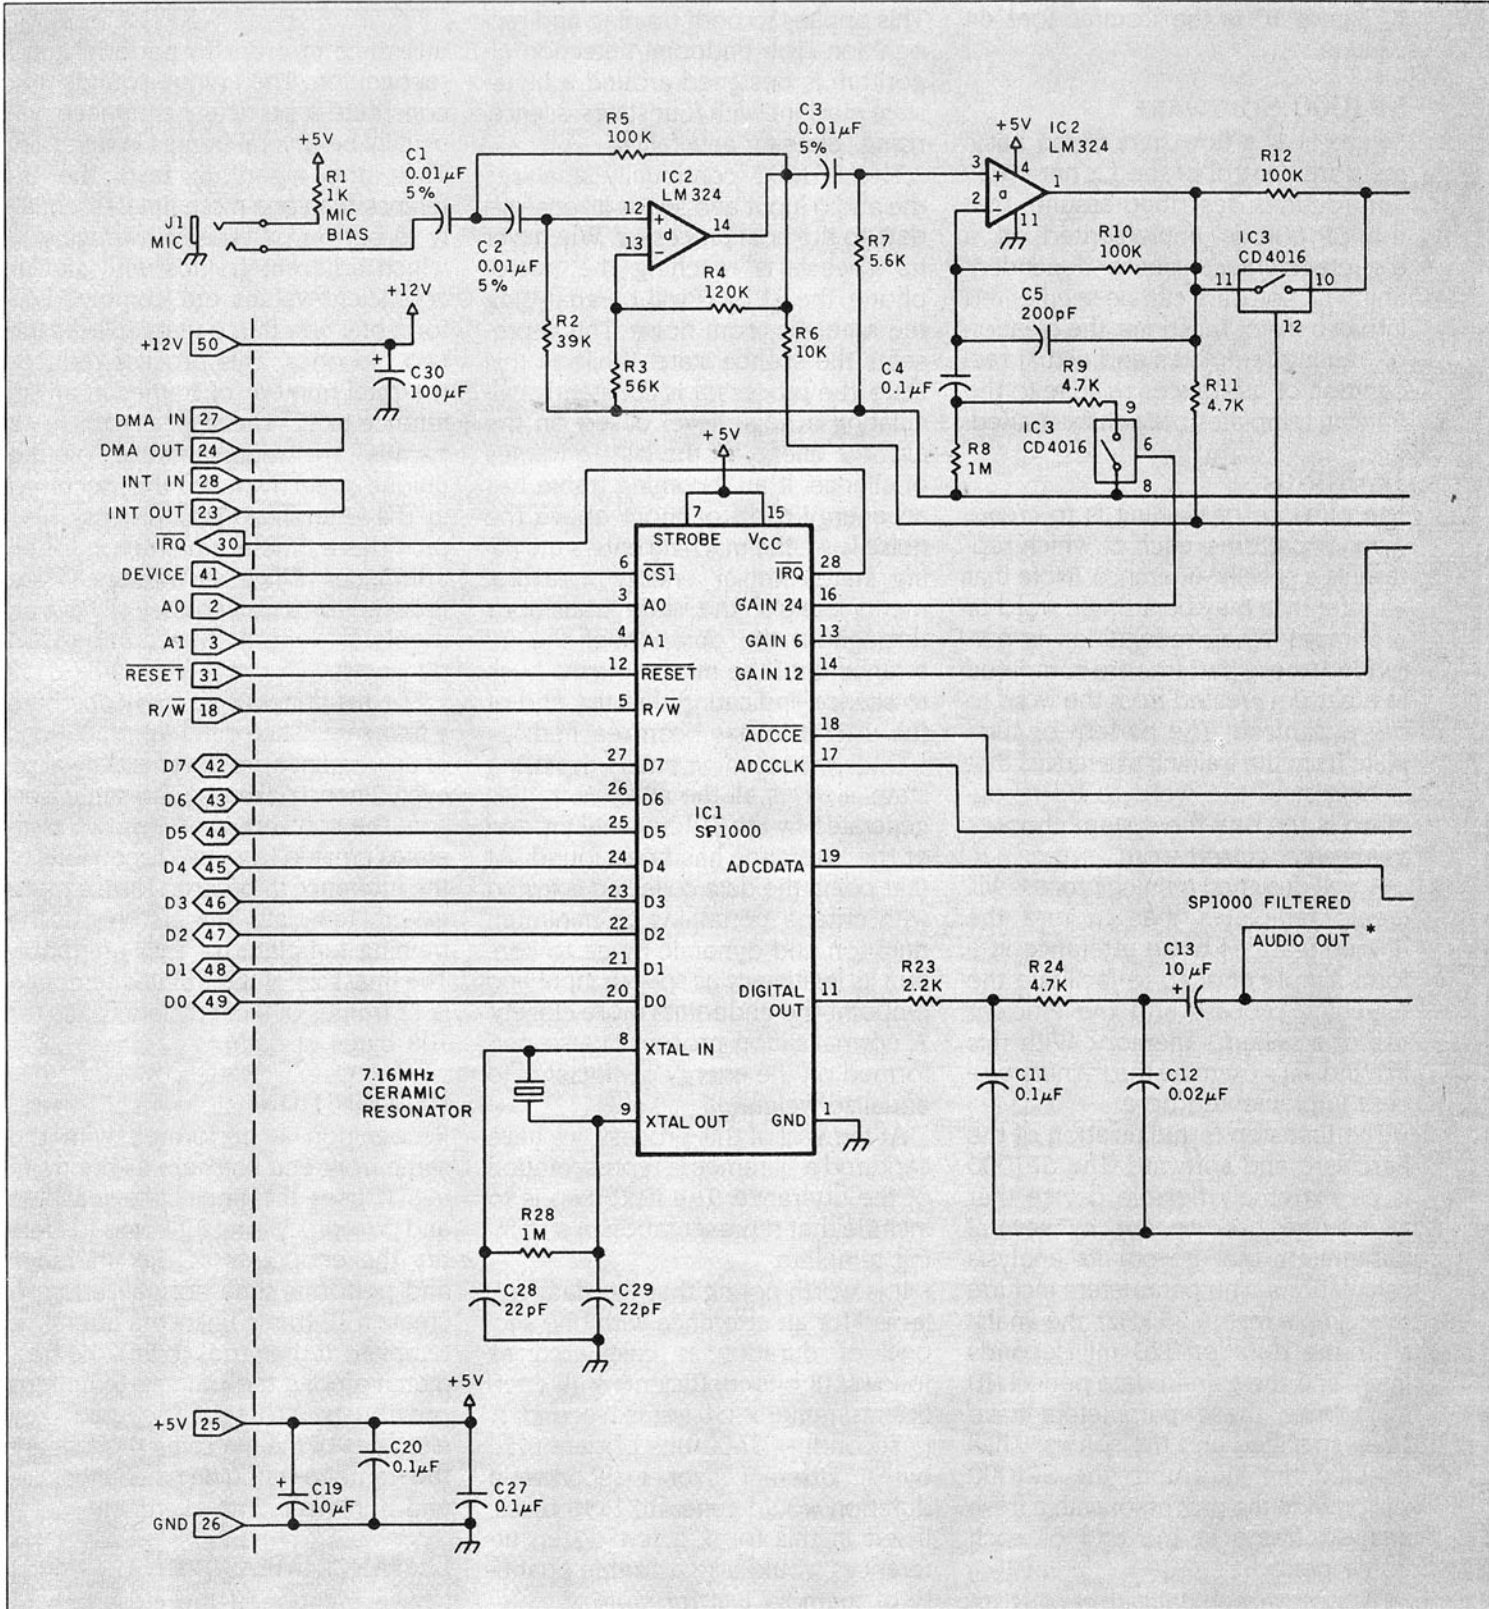 +5V
R1
1K
MIC
BIAS
J1
MIC
C1
0.01µF
5%
C2
0.01µF
5%
R5
100K
IC2
LM324
12
+
d
13
−
14
R4
120K
R2
39K
R3
56K
R6
10K
C3
0.01µF
5%
R7
5.6K
+5V
IC2
LM324
3
+
4
a
1
2
−
11
R12
100K
R10
100K
IC3
CD4016
11
10
12
C5
200pF
C4
0.1µF
R9
4.7K
R11
4.7K
9
IC3
CD4016
6
8
R8
1M
+12V
+12V 50
+
C30
100µF
DMA IN 27
DMA OUT 24
INT IN 28
INT OUT 23
I̅R̅Q̅ 30
DEVICE 41
A0 2
A1 3
R̅E̅S̅E̅T̅ 31
R/W̅ 18
D7 42
D6 43
D5 44
D4 45
D3 46
D2 47
D1 48
D0 49
+5V
7
15
STROBE
VCC
6
C̅S̅1̅
I̅R̅Q̅
28
3
A0
GAIN 24
16
4
A1
GAIN 6
13
12
R̅E̅S̅E̅T̅
GAIN 12
14
5
R/W̅
A̅D̅C̅C̅E̅
18
27
D7
ADCCLK
17
26
D6
IC1
SP1000
25
D5
24
D4
ADCDATA
19
23
D3
22
D2
21
D1
20
D0
DIGITAL
OUT
11
8
XTAL IN
9
XTAL OUT
GND
1
7.16MHz
CERAMIC
RESONATOR
SP1000 FILTERED
AUDIO OUT *
R23
2.2K
R24
4.7K
C13
10µF
+
C11
0.1µF
C12
0.02µF
R28
1M
C28
22pF
C29
22pF
+5V
+5V 25
C20
0.1µF
+
C19
10µF
C27
0.1µF
GND 26